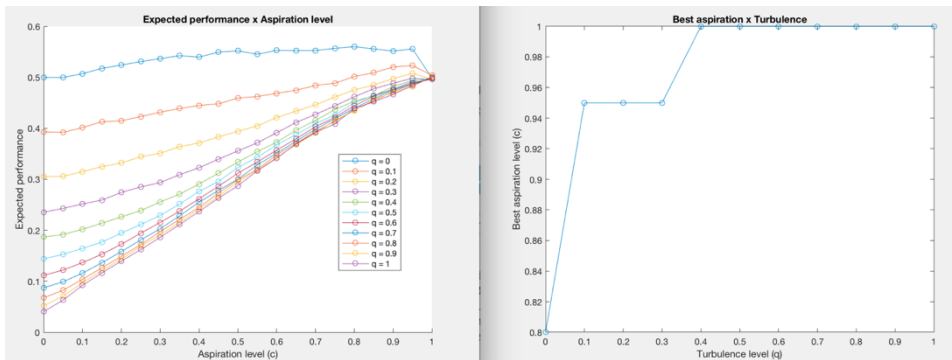 Expected performance x Aspiration level
0.6
0.5
0.4
0.3
0.2
0.1
0
Expected performance
q = 0
q = 0.1
q = 0.2
q = 0.3
q = 0.4
q = 0.5
q = 0.6
q = 0.7
q = 0.8
q = 0.9
q = 1
0 0.1 0.2 0.3 0.4 0.5 0.6 0.7 0.8 0.9 1
Aspiration level (c)
Best aspiration x Turbulence
1
0.98
0.96
0.94
0.92
0.9
0.88
0.86
0.84
0.82
0.8
Best aspiration level (c)
0 0.1 0.2 0.3 0.4 0.5 0.6 0.7 0.8 0.9 1
Turbulence level (q)